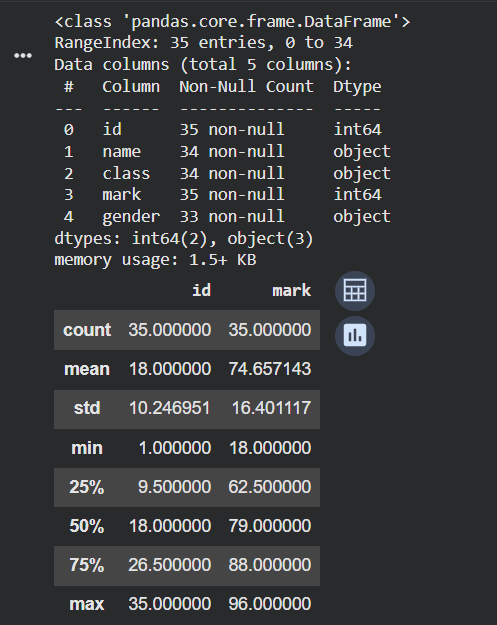 <class 'pandas.core.frame.DataFrame'>
RangeIndex: 35 entries, 0 to 34
Data columns (total 5 columns):
 #   Column  Non-Null Count  Dtype
---  ------  --------------  -----
 0   id      35 non-null     int64
 1   name    34 non-null     object
 2   class   34 non-null     object
 3   mark    35 non-null     int64
 4   gender  33 non-null     object
dtypes: int64(2), object(3)
memory usage: 1.5+ KB
id mark
count 35.000000 35.000000
mean 18.000000 74.657143
std 10.246951 16.401117
min 1.000000 18.000000
25% 9.500000 62.500000
50% 18.000000 79.000000
75% 26.500000 88.000000
max 35.000000 96.000000